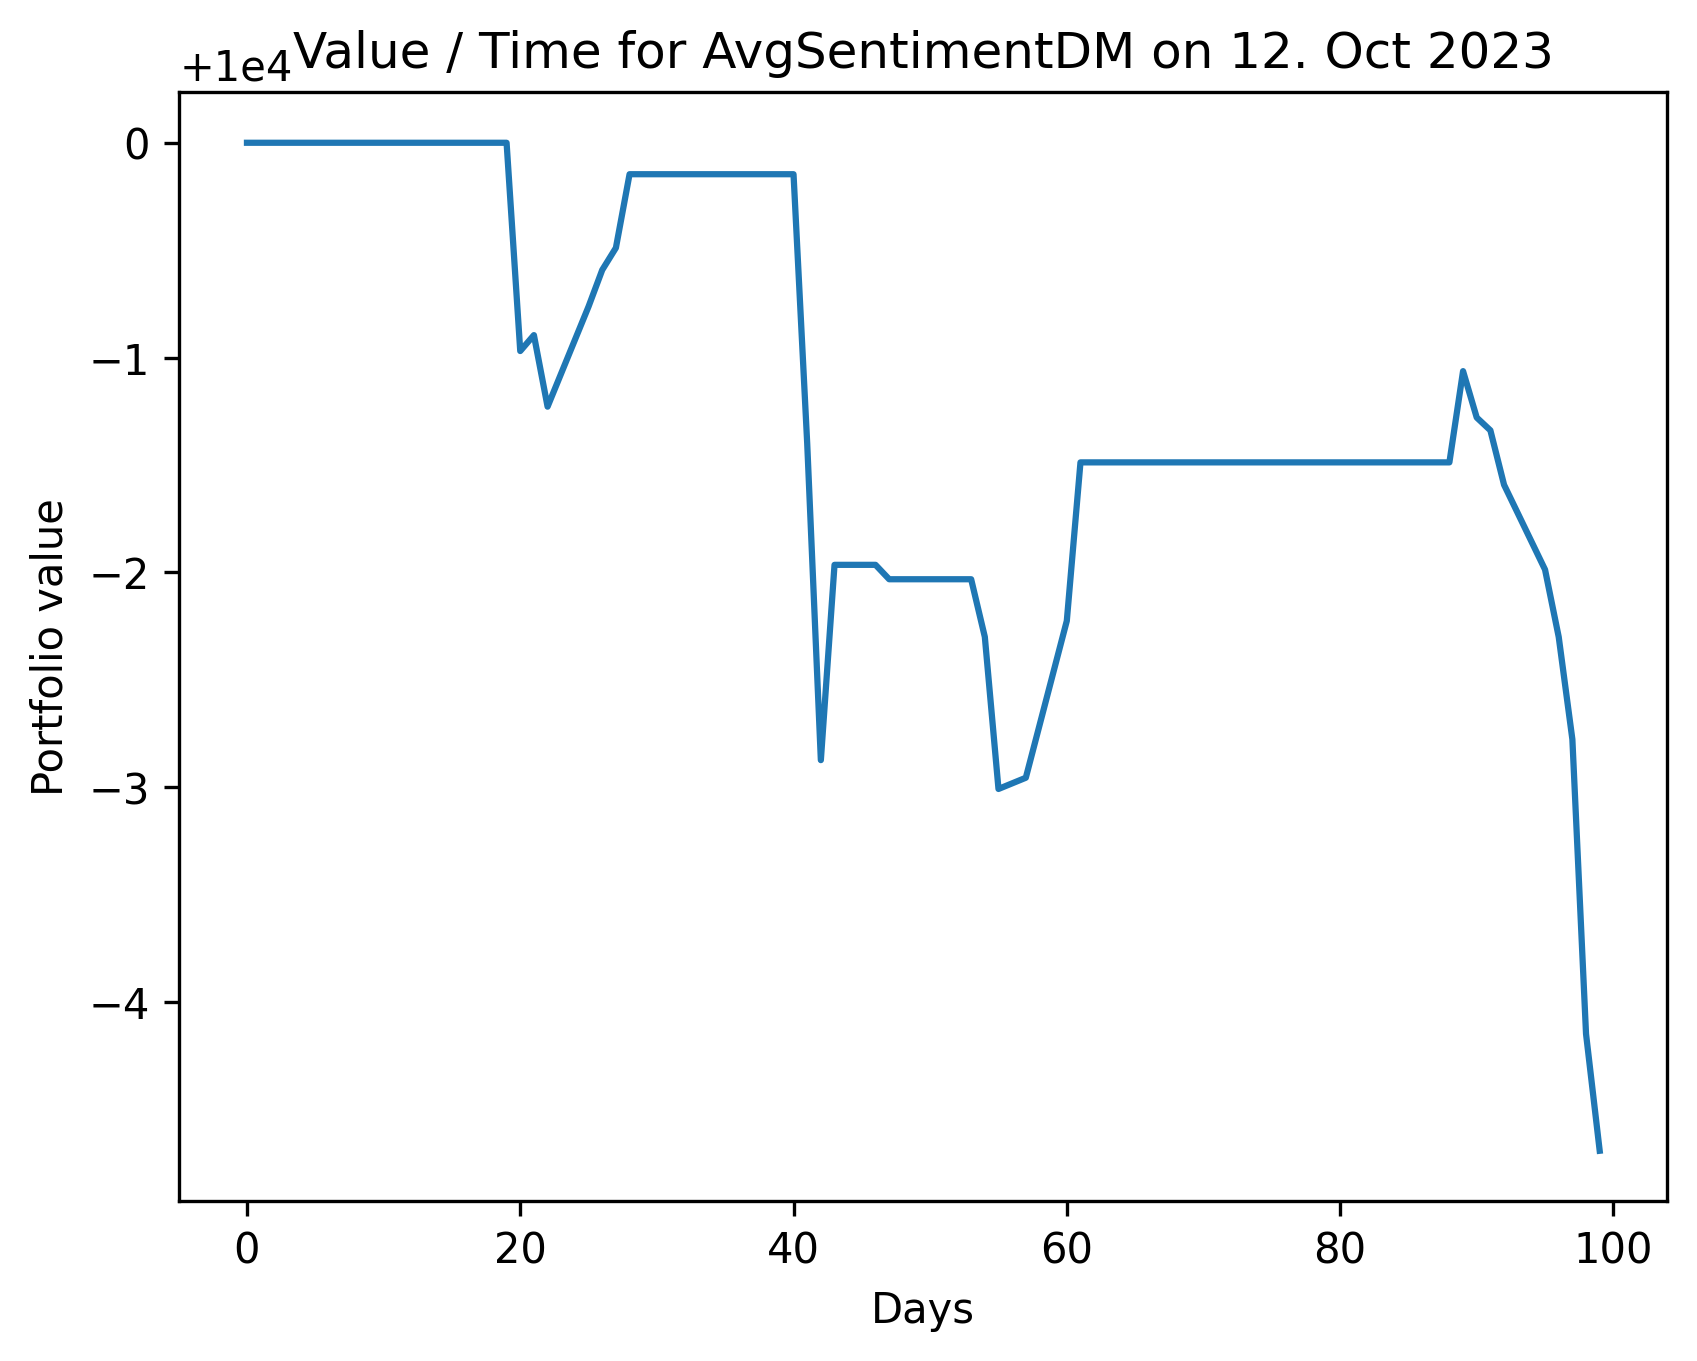 Value / Time for AvgSentimentDM on 12. Oct 2023
+1e4
0
−1
−2
−3
−4
Portfolio value
0 20 40 60 80 100
Days